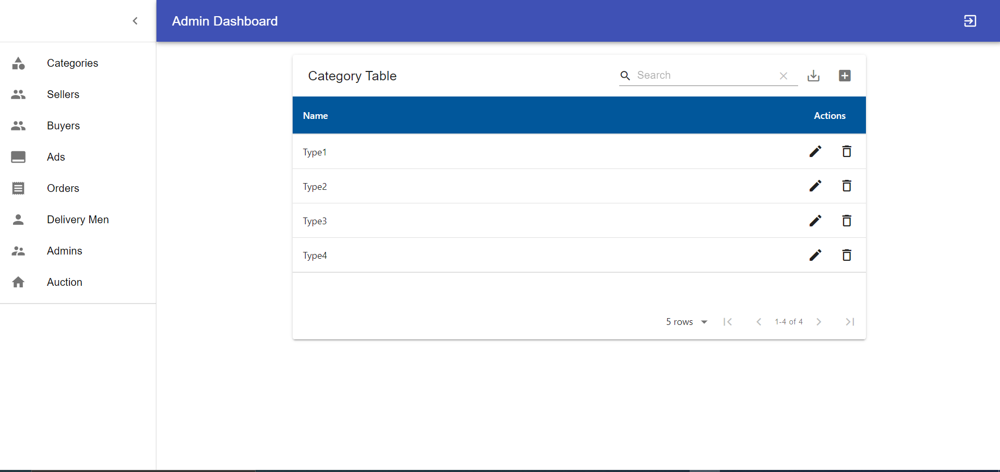 Admin Dashboard
Categories
Sellers
Buyers
Ads
Orders
Delivery Men
Admins
Auction
Category Table
Search
Name Actions
Type1
Type2
Type3
Type4
5 rows 1-4 of 4